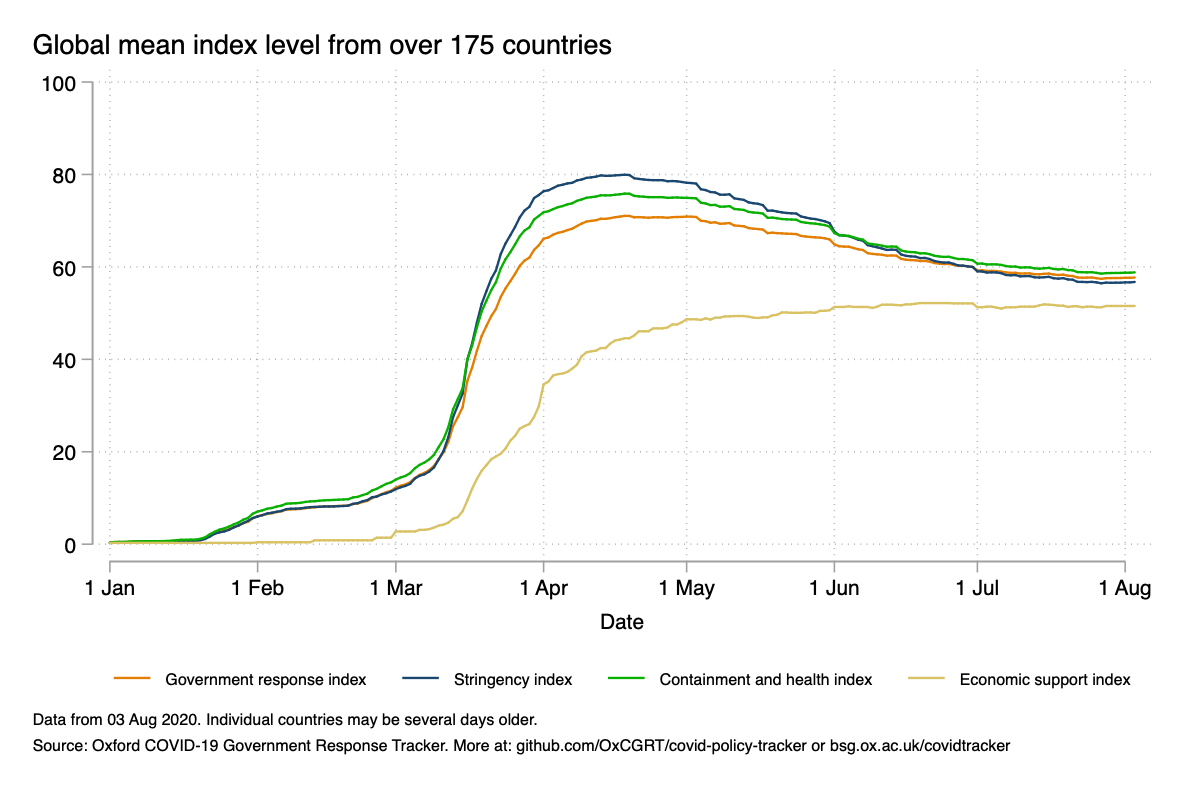 Global mean index level from over 175 countries
100
80
60
40
20
0
1 Jan 1 Feb 1 Mar 1 Apr 1 May 1 Jun 1 Jul 1 Aug
Date
Government response index Stringency index Containment and health index Economic support index
Data from 03 Aug 2020. Individual countries may be several days older.
Source: Oxford COVID-19 Government Response Tracker. More at: github.com/OxCGRT/covid-policy-tracker or bsg.ox.ac.uk/covidtracker